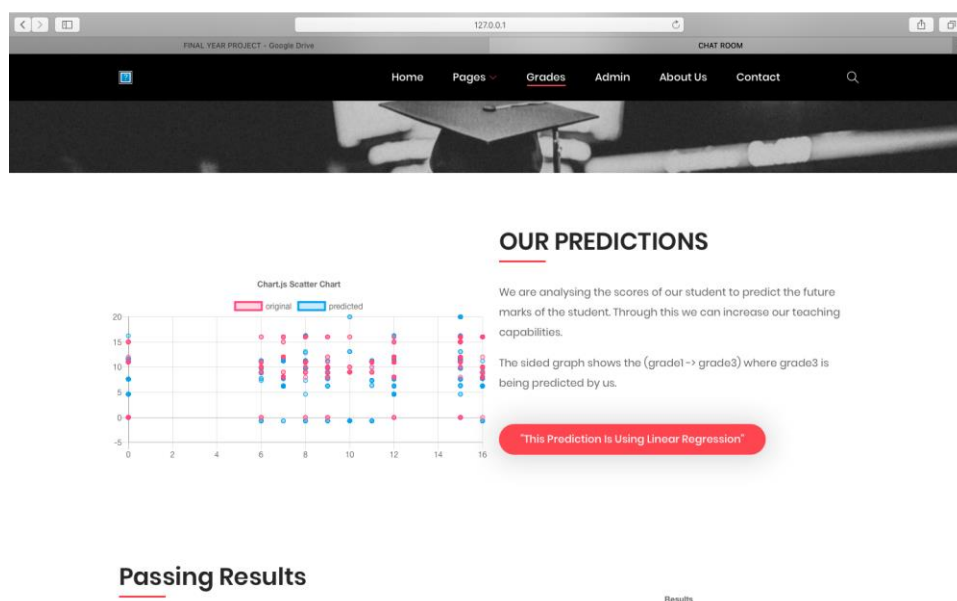 127.0.0.1
FINAL YEAR PROJECT - Google Drive
CHAT ROOM
Home Pages Grades Admin About Us Contact
OUR PREDICTIONS
We are analysing the scores of our student to predict the future
marks of the student. Through this we can increase our teaching
capabilities.
The sided graph shows the (grade1 -> grade3) where grade3 is
being predicted by us.
"This Prediction Is Using Linear Regression"
Chart.js Scatter Chart
original predicted
20
15
10
5
0
-5
0 2 4 6 8 10 12 14 16
Passing Results
Results